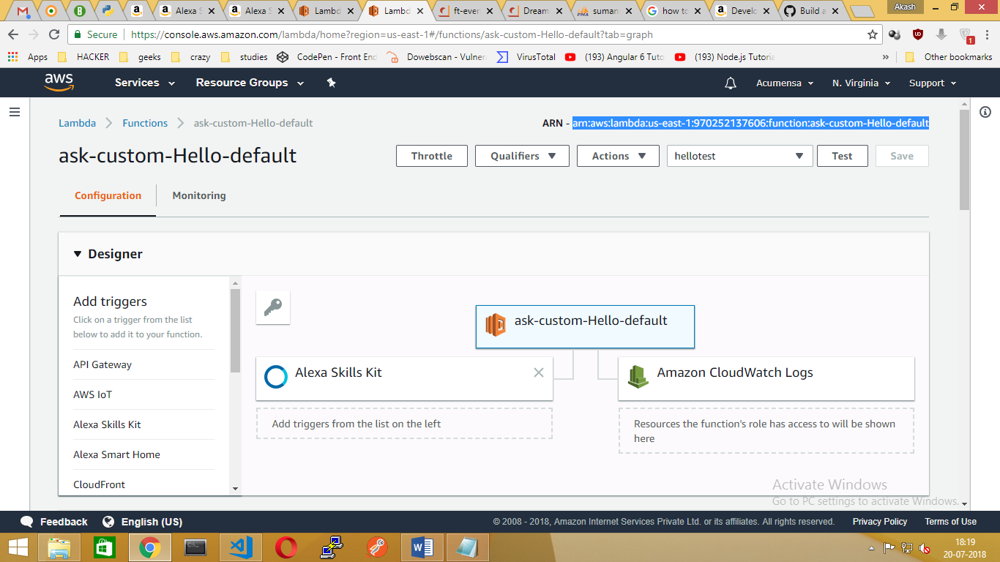 Akash
Alexa S
Alexa S
Lambd
Lambd
ft-ever
Dream
PMA
suman
how to
Develo
Build a
Secure
https://console.aws.amazon.com/lambda/home?region=us-east-1#/functions/ask-custom-Hello-default?tab=graph
1
Apps
HACKER
geeks
crazy
studies
CodePen - Front End
Dowebscan - Vulnera
VirusTotal
(193) Angular 6 Tuto
(193) Node.js Tutoria
»
Other bookmarks
aws
Services
Resource Groups
Acumensa
N. Virginia
Support
Lambda
Functions
ask-custom-Hello-default
ARN - arn:aws:lambda:us-east-1:970252137606:function:ask-custom-Hello-default
ask-custom-Hello-default
Throttle
Qualifiers
Actions
hellotest
Test
Save
Configuration
Monitoring
Designer
Add triggers
Click on a trigger from the list
below to add it to your function.
API Gateway
AWS IoT
Alexa Skills Kit
Alexa Smart Home
CloudFront
ask-custom-Hello-default
Alexa Skills Kit
Add triggers from the list on the left
Amazon CloudWatch Logs
Resources the function's role has access to will be shown
here
Activate Windows
Go to PC settings to activate Windows.
Feedback
English (US)
© 2008 - 2018, Amazon Internet Services Private Ltd. or its affiliates. All rights reserved.
Privacy Policy
Terms of Use
18:19
20-07-2018